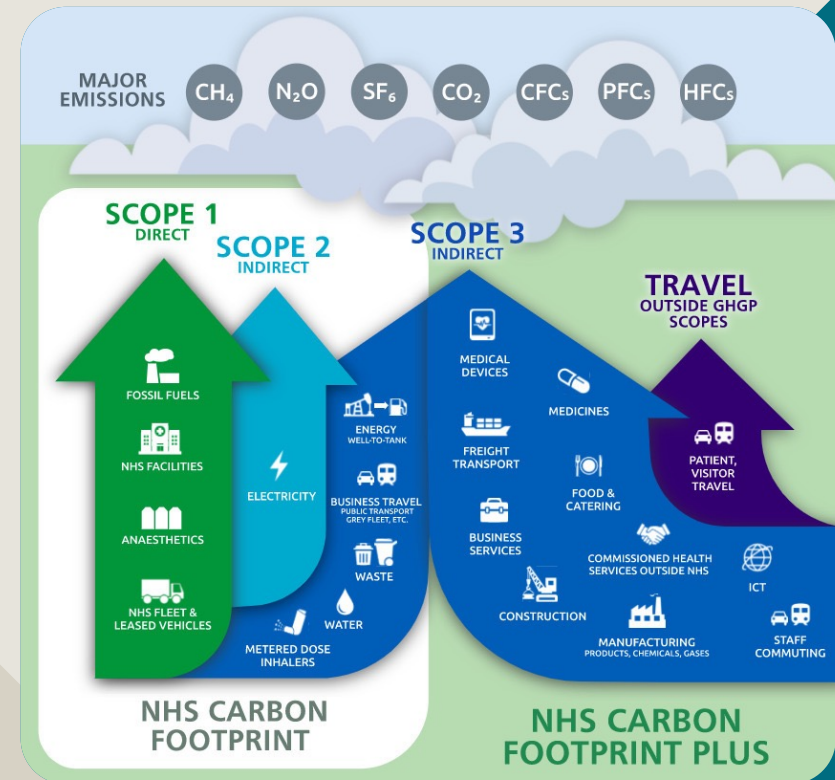 MAJOR
EMISSIONS
CH₄
N₂O
SF₆
CO₂
CFCs
PFCs
HFCs
SCOPE 1
DIRECT
SCOPE 2
INDIRECT
SCOPE 3
INDIRECT
TRAVEL
OUTSIDE GHGP
SCOPES
FOSSIL FUELS
NHS FACILITIES
ANAESTHETICS
NHS FLEET &
LEASED VEHICLES
ELECTRICITY
ENERGY
WELL-TO-TANK
BUSINESS TRAVEL
PUBLIC TRANSPORT
GREY FLEET, ETC.
WASTE
WATER
METERED DOSE
INHALERS
MEDICAL
DEVICES
MEDICINES
FREIGHT
TRANSPORT
FOOD &
CATERING
BUSINESS
SERVICES
COMMISSIONED HEALTH
SERVICES OUTSIDE NHS
CONSTRUCTION
MANUFACTURING
PRODUCTS, CHEMICALS, GASES
ICT
STAFF
COMMUTING
PATIENT,
VISITOR
TRAVEL
NHS CARBON
FOOTPRINT
NHS CARBON
FOOTPRINT PLUS